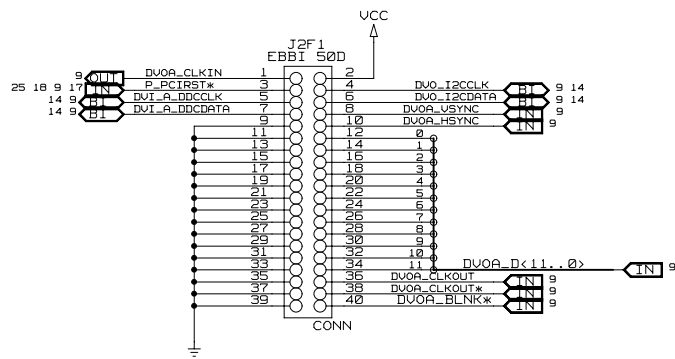 VCC
J2F1
EBBI 50D
9 OUT DVOA_CLKIN 1 2
25 18 9 17 IN P_PCIRST* 3 4 DVO_I2CCLK BI 9 14
14 9 BI DVI_A_DDCCLK 5 6 DVO_I2CDATA BI 9 14
14 9 BI DVI_A_DDCDATA 7 8 DVOA_VSYNC IN 9
9 10 DVOA_HSYNC IN 9
11 12 0
13 14 1
15 16 2
17 18 3
19 20 4
21 22 5
23 24 6
25 26 7
27 28 8
29 30 9
31 32 10
33 34 11 DVOA_D<11..0> IN 9
35 36 DVOA_CLKOUT IN 9
37 38 DVOA_CLKOUT* IN 9
39 40 DVOA_BLNK* IN 9
CONN